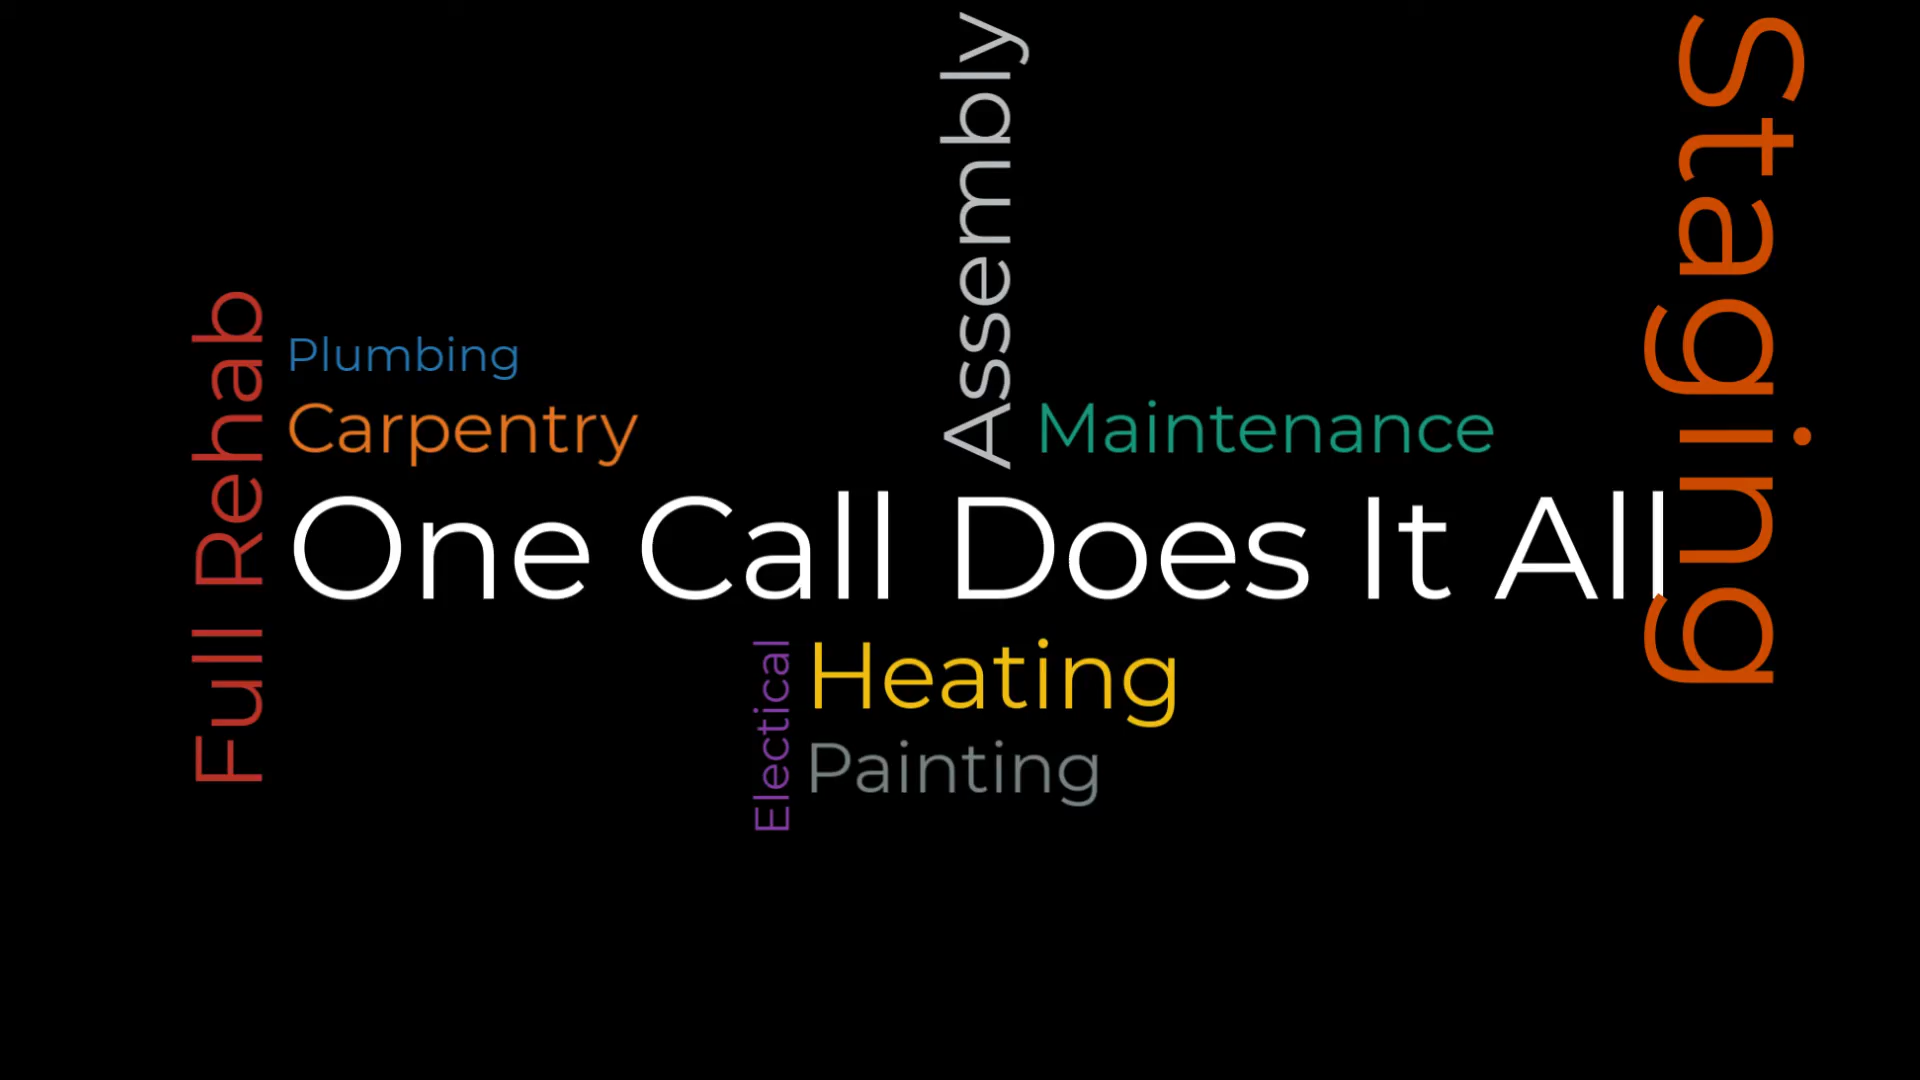 Full Rehab
Plumbing
Carpentry
Assembly
Maintenance
Staging
One Call Does It All
Electical
Heating
Painting